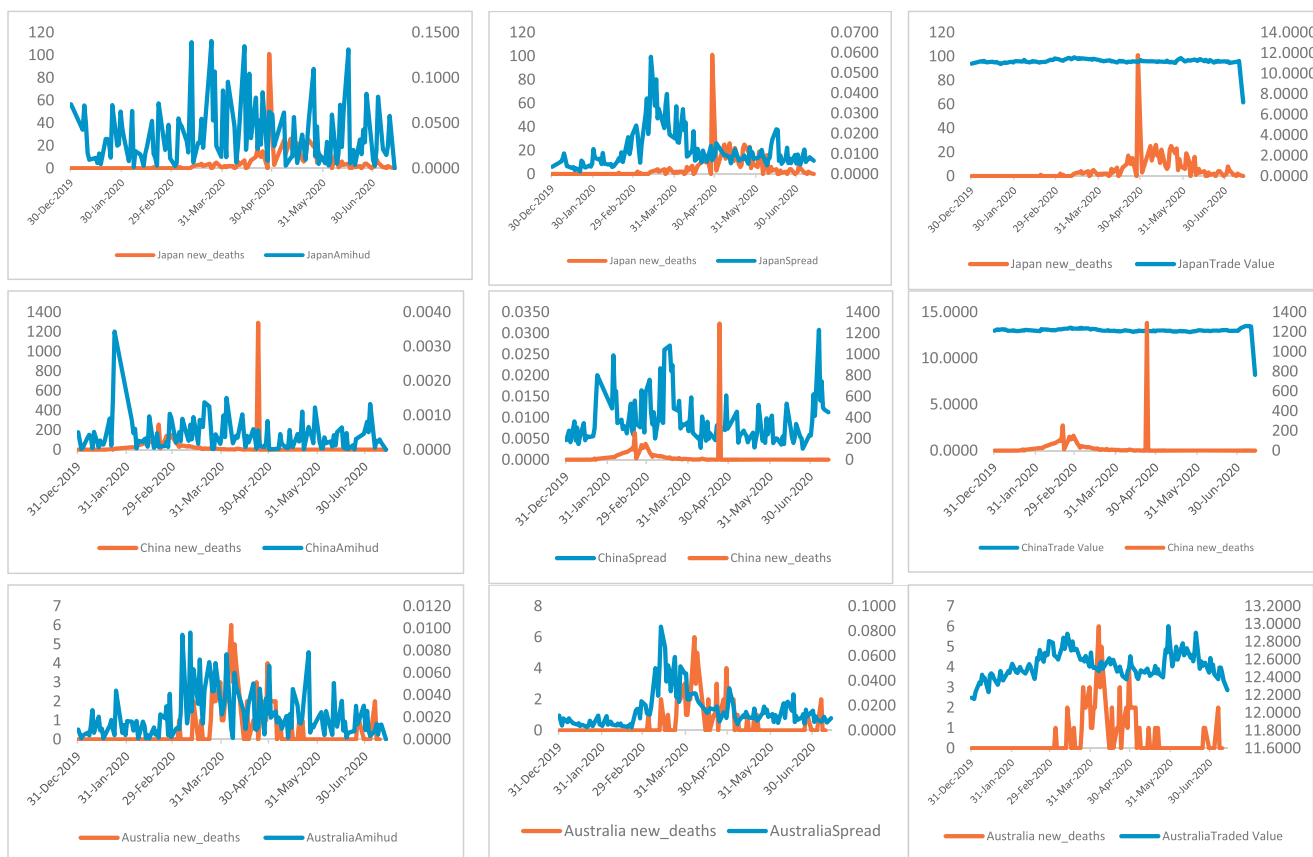 120
100
80
60
40
20
0
0.1500
0.1000
0.0500
0.0000
30-Dec-2019
30-Jan-2020
29-Feb-2020
31-Mar-2020
30-Apr-2020
31-May-2020
30-Jun-2020
Japan new_deaths JapanAmihud
120
100
80
60
40
20
0
0.0700
0.0600
0.0500
0.0400
0.0300
0.0200
0.0100
0.0000
30-Dec-2019
30-Jan-2020
29-Feb-2020
31-Mar-2020
30-Apr-2020
31-May-2020
30-Jun-2020
Japan new_deaths JapanSpread
120
100
80
60
40
20
0
14.0000
12.0000
10.0000
8.0000
6.0000
4.0000
2.0000
0.0000
30-Dec-2019
30-Jan-2020
29-Feb-2020
31-Mar-2020
30-Apr-2020
31-May-2020
30-Jun-2020
Japan new_deaths JapanTrade Value
1400
1200
1000
800
600
400
200
0
0.0040
0.0030
0.0020
0.0010
0.0000
31-Dec-2019
31-Jan-2020
29-Feb-2020
31-Mar-2020
30-Apr-2020
31-May-2020
30-Jun-2020
China new_deaths ChinaAmihud
0.0350
0.0300
0.0250
0.0200
0.0150
0.0100
0.0050
0.0000
1400
1200
1000
800
600
400
200
0
31-Dec-2019
31-Jan-2020
29-Feb-2020
31-Mar-2020
30-Apr-2020
31-May-2020
30-Jun-2020
ChinaSpread China new_deaths
15.0000
10.0000
5.0000
0.0000
1400
1200
1000
800
600
400
200
0
31-Dec-2019
31-Jan-2020
29-Feb-2020
31-Mar-2020
30-Apr-2020
31-May-2020
30-Jun-2020
ChinaTrade Value China new_deaths
7
6
5
4
3
2
1
0
0.0120
0.0100
0.0080
0.0060
0.0040
0.0020
0.0000
31-Dec-2019
31-Jan-2020
29-Feb-2020
31-Mar-2020
30-Apr-2020
31-May-2020
30-Jun-2020
Australia new_deaths AustraliaAmihud
8
6
4
2
0
0.1000
0.0800
0.0600
0.0400
0.0200
0.0000
31-Dec-2019
31-Jan-2020
29-Feb-2020
31-Mar-2020
30-Apr-2020
31-May-2020
30-Jun-2020
Australia new_deaths AustraliaSpread
7
6
5
4
3
2
1
0
13.2000
13.0000
12.8000
12.6000
12.4000
12.2000
12.0000
11.8000
11.6000
31-Dec-2019
31-Jan-2020
29-Feb-2020
31-Mar-2020
30-Apr-2020
31-May-2020
30-Jun-2020
Australia new_deaths AustraliaTraded Value